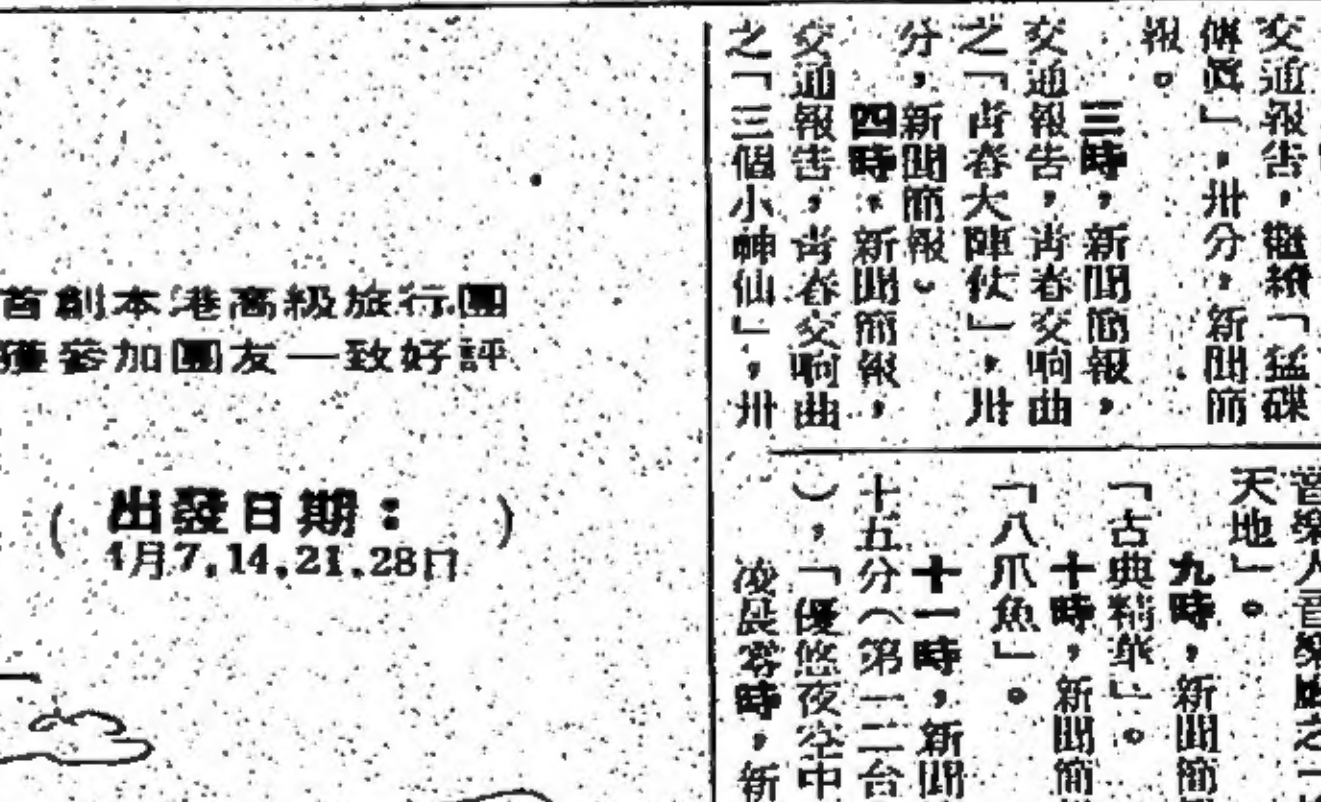 首創本港高級旅行團
獲參加團友一致好評
(出發日期:)
4月7,14,21,28日
交通報告,繼續「猛碟
傳眞」,卅分,新聞簡
報。
三時,新聞簡報,
交通報告,青春交响曲
之「青春大陣仗」,卅
分,新聞簡報。
四時,新聞簡報,
交通報告,青春交响曲
之「三個小神仙」,卅
音樂人音樂廳之「
天地」。
九時,新聞簡
「古典精華」。
十時,新聞簡
「八爪魚」。
十一時,新聞
十五分(第一二台
),「優悠夜空中
凌晨零時,新